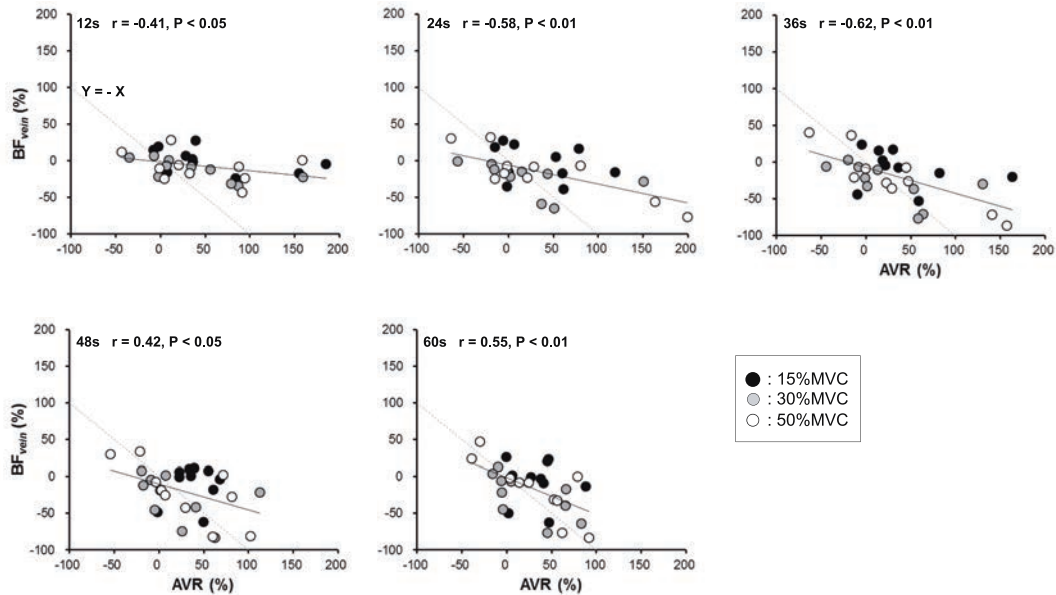 12s r = -0.41, P < 0.05
200
150
100
50
0
-50
-100
Y = - X
BFvein (%)
-100 -50 0 50 100 150 200
24s r = -0.58, P < 0.01
200
150
100
50
0
-50
-100
-100 -50 0 50 100 150 200
36s r = -0.62, P < 0.01
200
150
100
50
0
-50
-100
-100 -50 0 50 100 150 200
AVR (%)
48s r = 0.42, P < 0.05
200
150
100
50
0
-50
-100
BFvein (%)
-100 -50 0 50 100 150 200
AVR (%)
60s r = 0.55, P < 0.01
200
150
100
50
0
-50
-100
-100 -50 0 50 100 150 200
AVR (%)
: 15%MVC
: 30%MVC
: 50%MVC